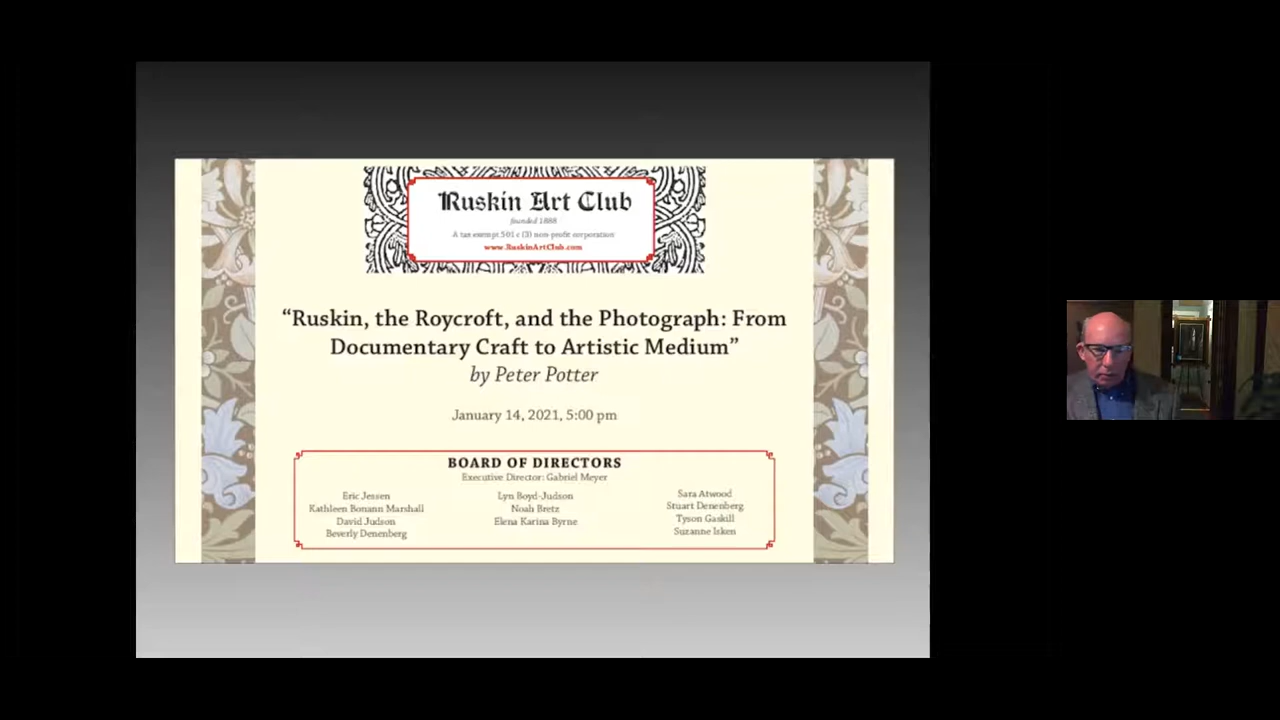 Ruskin Art Club
founded 1888
A tax exempt 501 c (3) non-profit corporation
www.RuskinArtClub.com
“Ruskin, the Roycroft, and the Photograph: From
Documentary Craft to Artistic Medium”
by Peter Potter
January 14, 2021, 5:00 pm
BOARD OF DIRECTORS
Executive Director: Gabriel Meyer
Eric Jessen
Kathleen Bonann Marshall
David Judson
Beverly Denenberg
Lyn Boyd-Judson
Noah Bretz
Elena Karina Byrne
Sara Atwood
Stuart Denenberg
Tyson Gaskill
Suzanne Isken